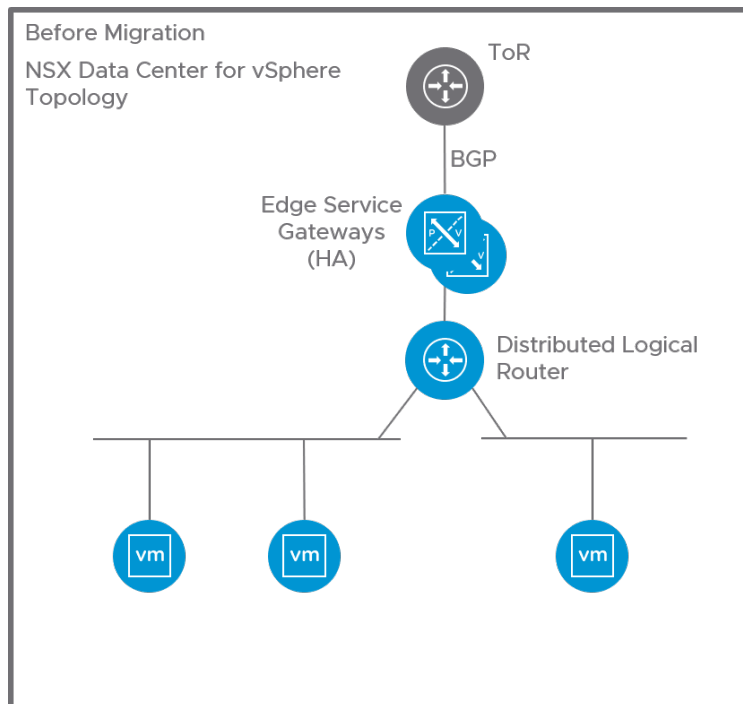 Before Migration
NSX Data Center for vSphere
Topology
ToR
BGP
Edge Service
Gateways
(HA)
P
V
V
Distributed Logical
Router
vm
vm
vm